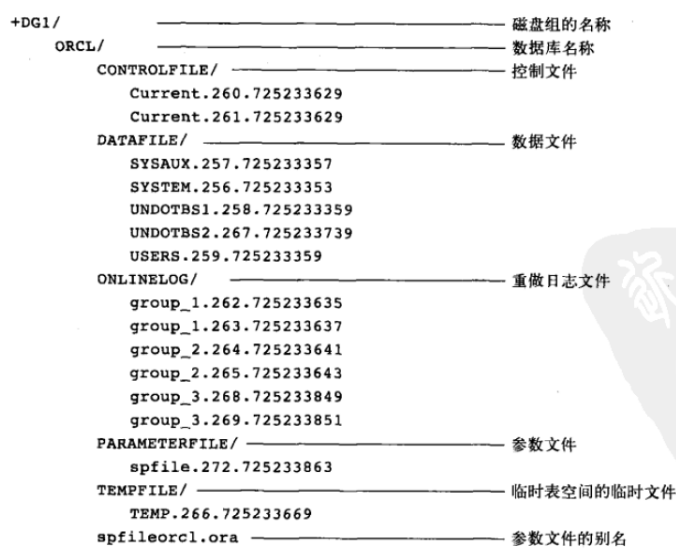 +DG1/ 磁盘组的名称
ORCL/ 数据库名称
CONTROLFILE/ 控制文件
Current.260.725233629
Current.261.725233629
DATAFILE/ 数据文件
SYSAUX.257.725233357
SYSTEM.256.725233353
UNDOTBS1.258.725233359
UNDOTBS2.267.725233739
USERS.259.725233359
ONLINELOG/ 重做日志文件
group_1.262.725233635
group_1.263.725233637
group_2.264.725233641
group_2.265.725233643
group_3.268.725233849
group_3.269.725233851
PARAMETERFILE/ 参数文件
spfile.272.725233863
TEMPFILE/ 临时表空间的临时文件
TEMP.266.725233669
spfileorcl.ora 参数文件的别名